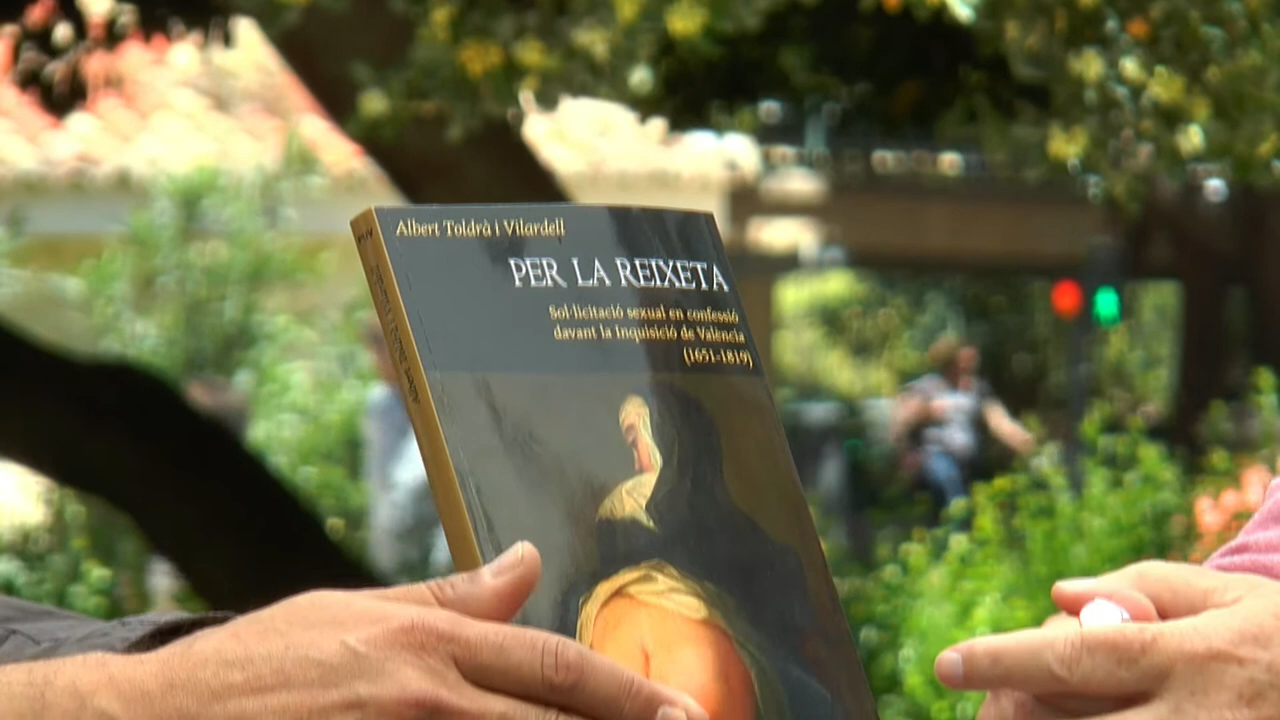 Albert Toldrà i Vilardell
PER LA REIXETA
Sol·licitació sexual en confessió
davant la Inquisició de València
(1651-1819)